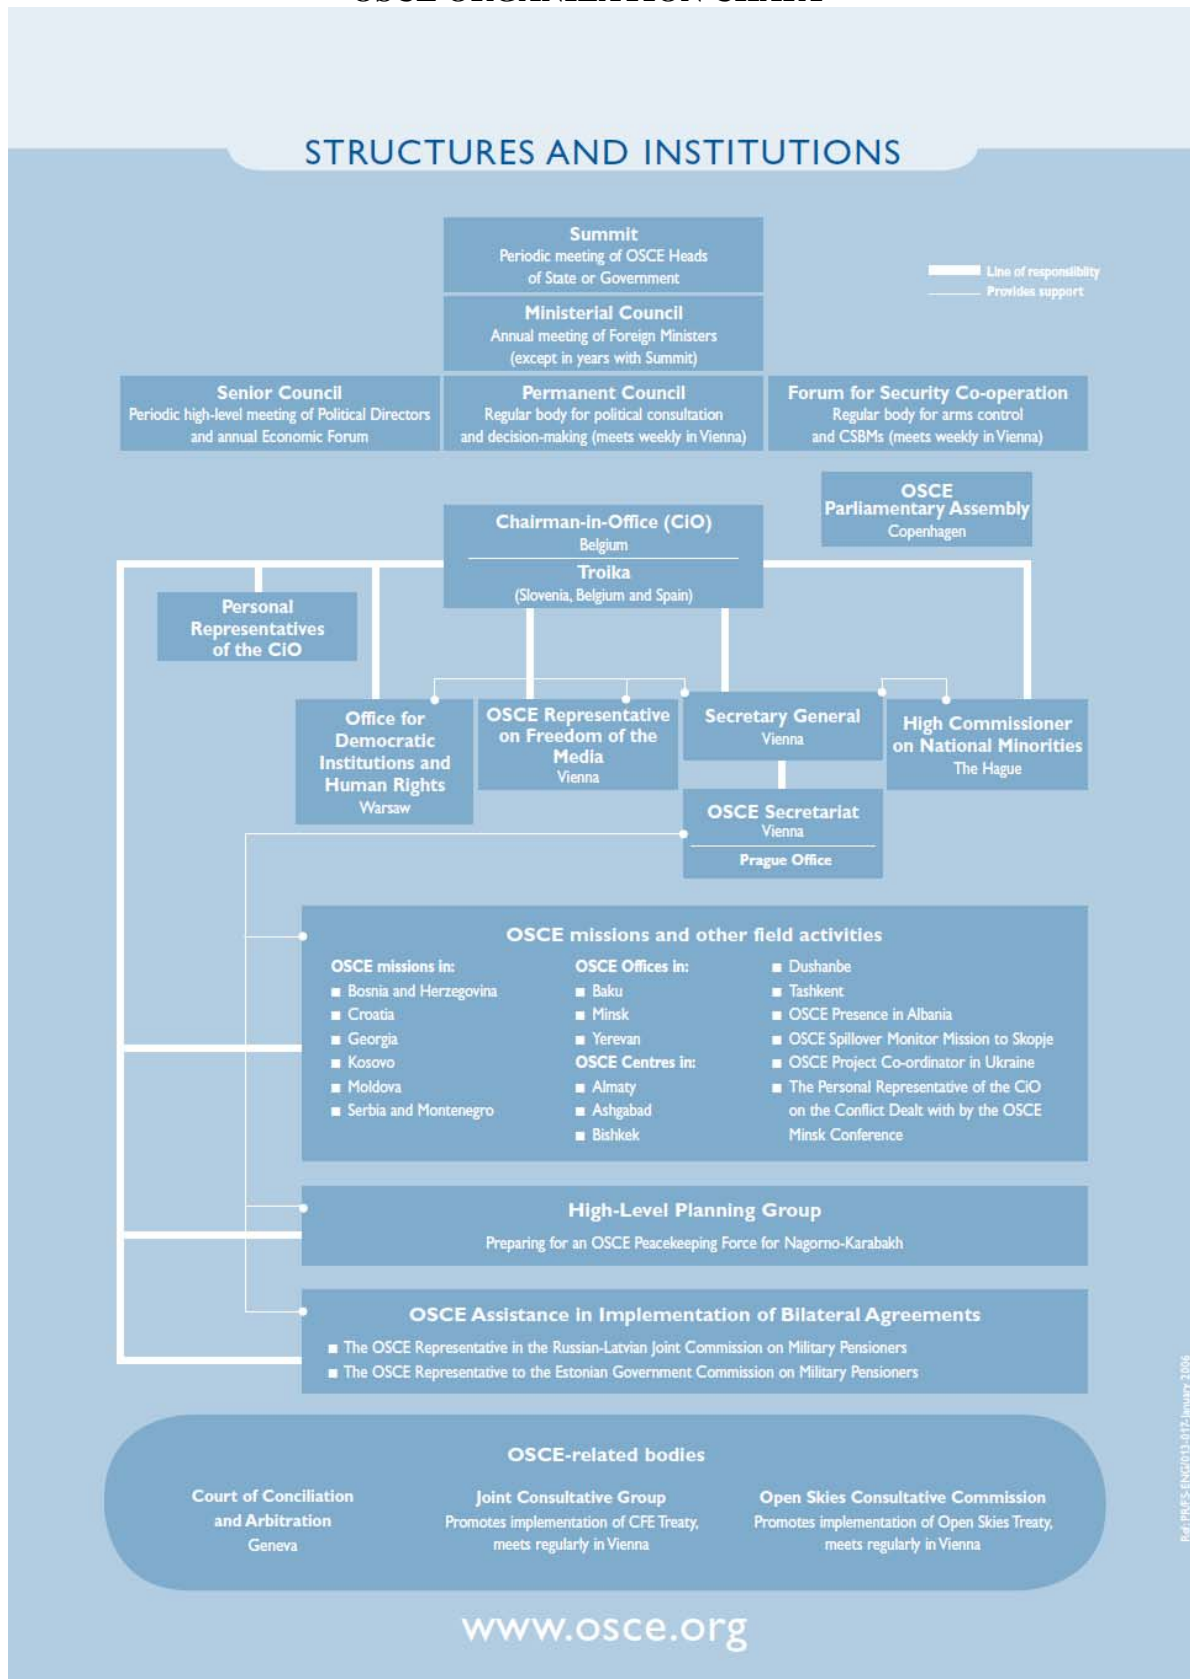 OSCE ORGANIZATION CHART
STRUCTURES AND INSTITUTIONS
Summit
Periodic meeting of OSCE Heads
of State or Government
Line of responsiblity
Provides support
Ministerial Council
Annual meeting of Foreign Ministers
(except in years with Summit)
Senior Council
Periodic high-level meeting of Political Directors
and annual Economic Forum
Permanent Council
Regular body for political consultation
and decision-making (meets weekly in Vienna)
Forum for Security Co-operation
Regular body for arms control
and CSBMs (meets weekly in Vienna)
OSCE
Parliamentary Assembly
Copenhagen
Chairman-in-Office (CiO)
Belgium
Troika
(Slovenia, Belgium and Spain)
Personal
Representatives
of the CiO
Office for
Democratic
Institutions and
Human Rights
Warsaw
OSCE Representative
on Freedom of the
Media
Vienna
Secretary General
Vienna
High Commissioner
on National Minorities
The Hague
OSCE Secretariat
Vienna
Prague Office
OSCE missions and other field activities
OSCE missions in:
Bosnia and Herzegovina
Croatia
Georgia
Kosovo
Moldova
Serbia and Montenegro
OSCE Offices in:
Baku
Minsk
Yerevan
OSCE Centres in:
Almaty
Ashgabad
Bishkek
Dushanbe
Tashkent
OSCE Presence in Albania
OSCE Spillover Monitor Mission to Skopje
OSCE Project Co-ordinator in Ukraine
The Personal Representative of the CiO
on the Conflict Dealt with by the OSCE
Minsk Conference
High-Level Planning Group
Preparing for an OSCE Peacekeeping Force for Nagorno-Karabakh
OSCE Assistance in Implementation of Bilateral Agreements
The OSCE Representative in the Russian-Latvian Joint Commission on Military Pensioners
The OSCE Representative to the Estonian Government Commission on Military Pensioners
OSCE-related bodies
Court of Conciliation
and Arbitration
Geneva
Joint Consultative Group
Promotes implementation of CFE Treaty,
meets regularly in Vienna
Open Skies Consultative Commission
Promotes implementation of Open Skies Treaty,
meets regularly in Vienna
www.osce.org
Ref: PR/FS-ENG/013-017-January 2006